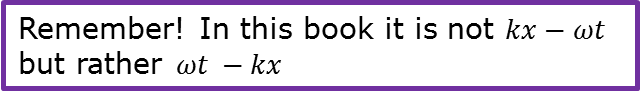 Remember! In this book it is not 𝑘𝑥 − 𝜔𝑡
but rather 𝜔𝑡 − 𝑘𝑥